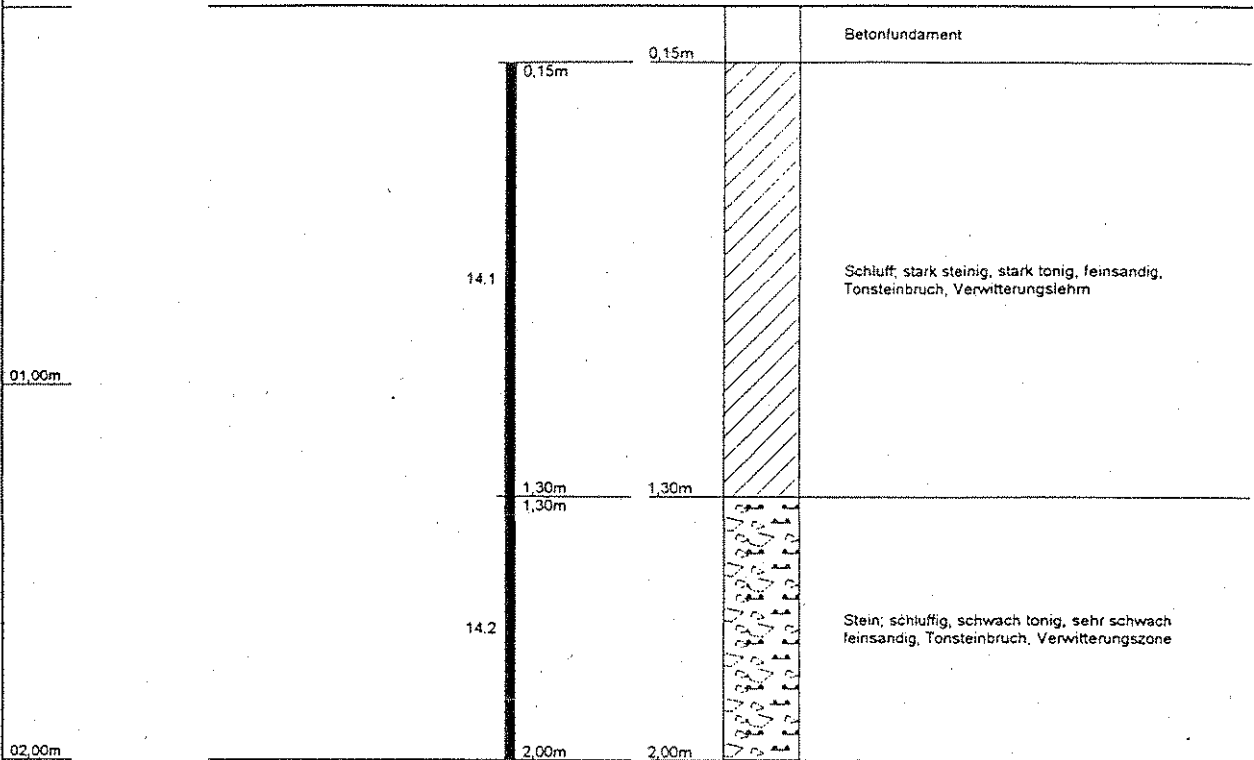 Betonfundament
0,15m
0,15m
14.1
Schluff; stark steinig, stark tonig, feinsandig,
Tonsteinbruch, Verwitterungslehm
01,00m
1,30m
1,30m
1,30m
14.2
Stein; schluffig, schwach tonig, sehr schwach
feinsandig, Tonsteinbruch, Verwitterungszone
02,00m
2,00m
2,00m